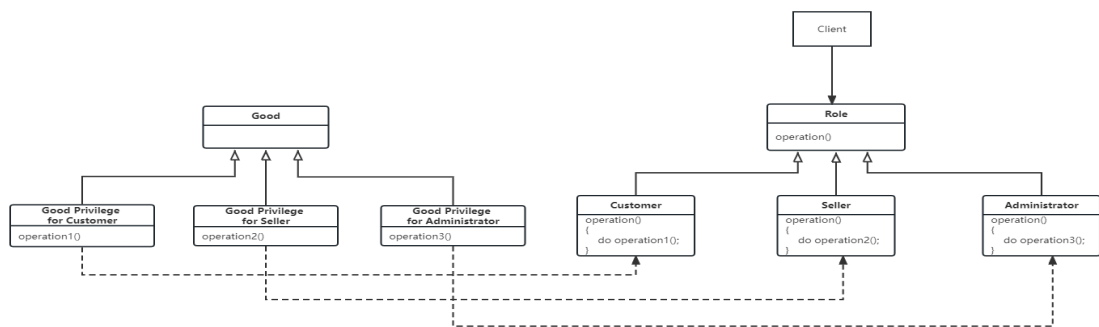 Client
Good
Role
operation()
Good Privilege
for Customer
operation1()
Good Privilege
for Seller
operation2()
Good Privilege
for Administrator
operation3()
Customer
operation()
{
do operation1();
}
Seller
operation()
{
do operation2();
}
Administrator
operation()
{
do operation3();
}